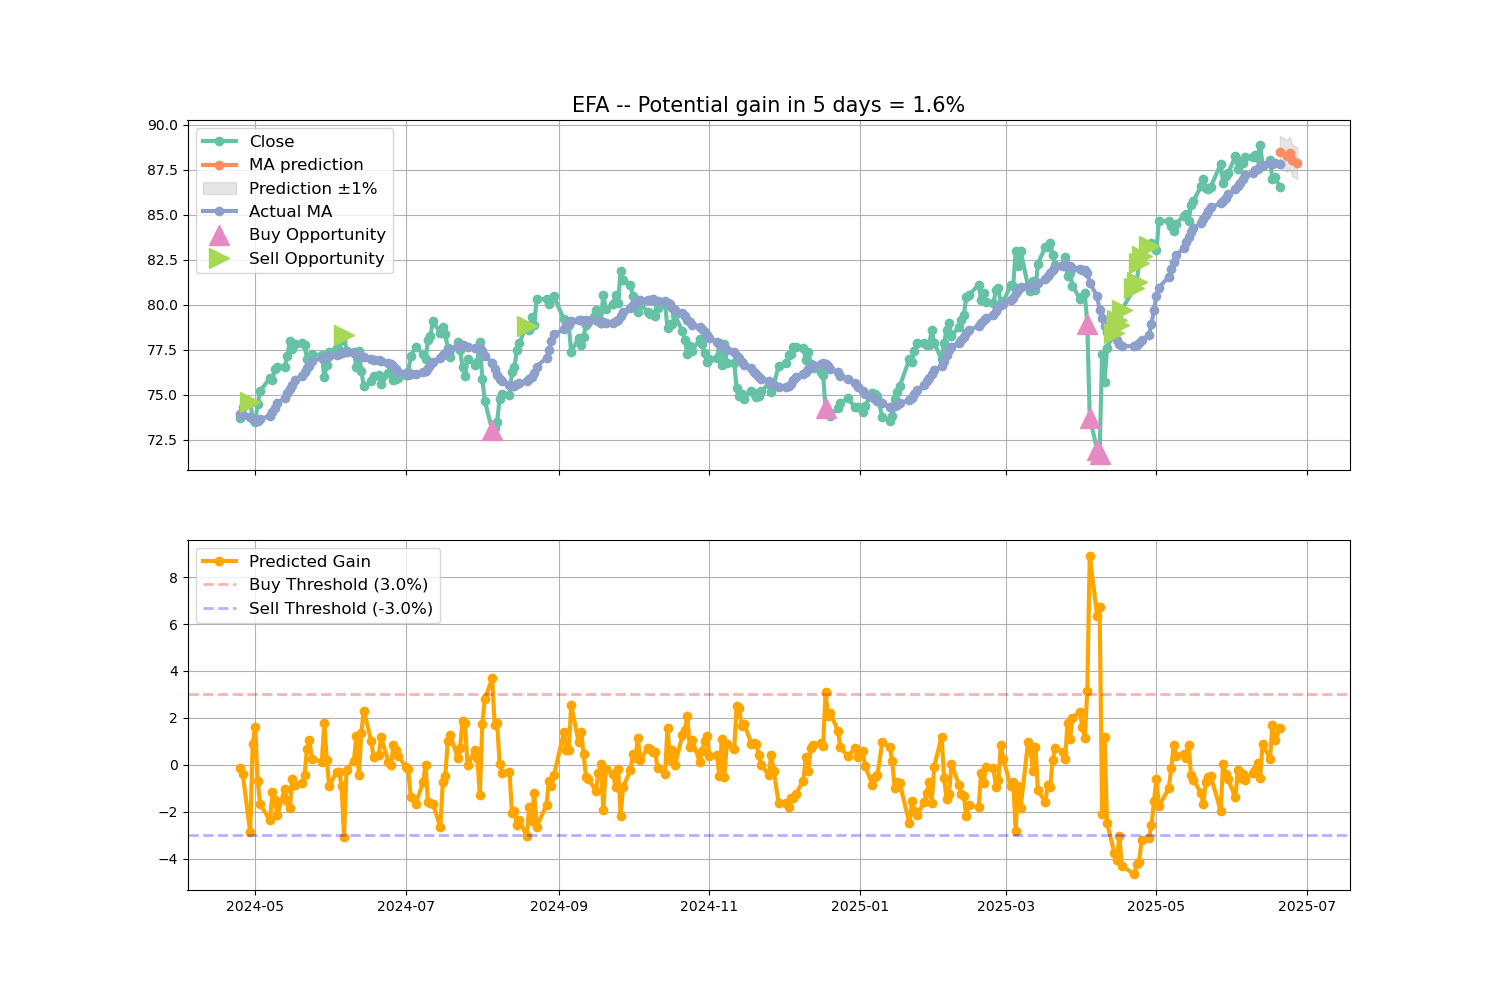 EFA -- Potential gain in 5 days = 1.6%
90.0
87.5
85.0
82.5
80.0
77.5
75.0
72.5
Close
MA prediction
Prediction ±1%
Actual MA
Buy Opportunity
Sell Opportunity
8
6
4
2
0
−2
−4
Predicted Gain
Buy Threshold (3.0%)
Sell Threshold (-3.0%)
2024-05
2024-07
2024-09
2024-11
2025-01
2025-03
2025-05
2025-07